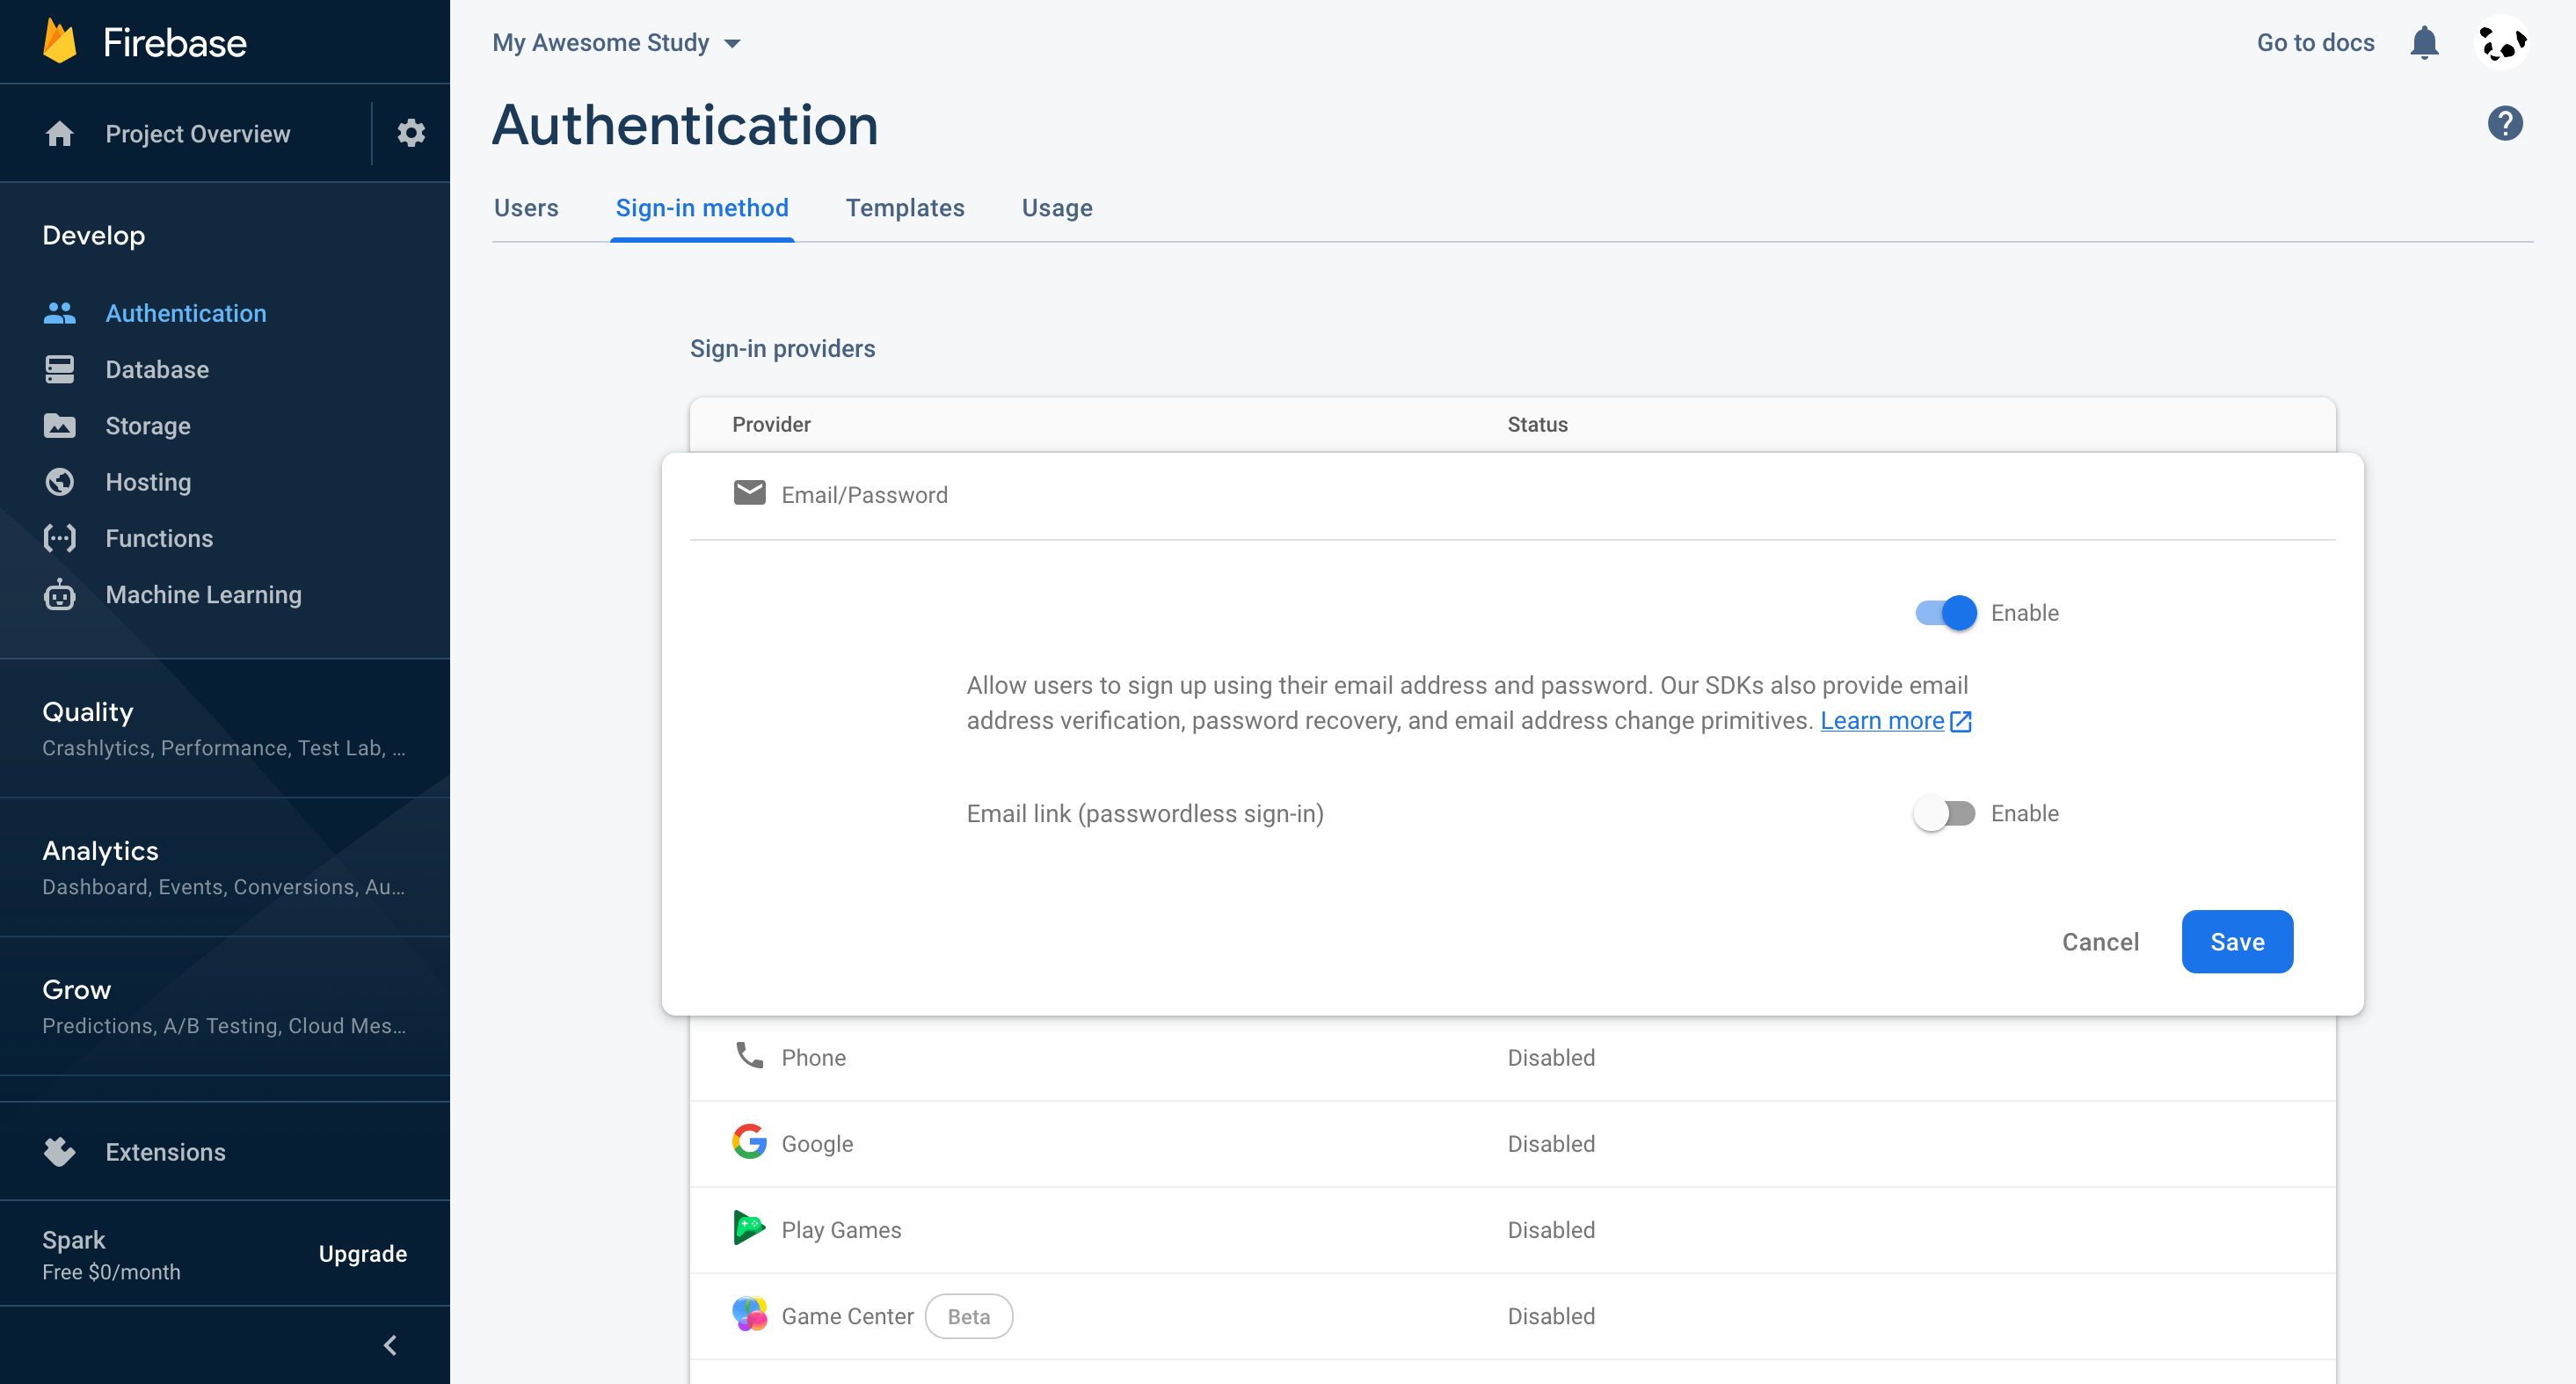 Firebase
Project Overview
Develop
Authentication
Database
Storage
Hosting
Functions
Machine Learning
Quality
Crashlytics, Performance, Test Lab, ...
Analytics
Dashboard, Events, Conversions, Au...
Grow
Predictions, A/B Testing, Cloud Mes...
Extensions
Spark
Free $0/month
Upgrade
My Awesome Study
Go to docs
Authentication
Users Sign-in method Templates Usage
Sign-in providers
Provider Status
Email/Password
Enable
Allow users to sign up using their email address and password. Our SDKs also provide email
address verification, password recovery, and email address change primitives. Learn more
Email link (passwordless sign-in) Enable
Cancel Save
Phone Disabled
Google Disabled
Play Games Disabled
Game Center Beta Disabled